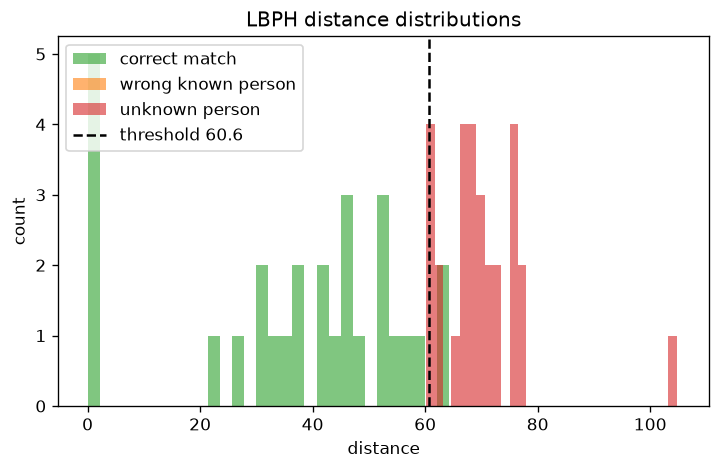 LBPH distance distributions
correct match
wrong known person
unknown person
threshold 60.6
count
5
4
3
2
1
0
0 20 40 60 80 100
distance